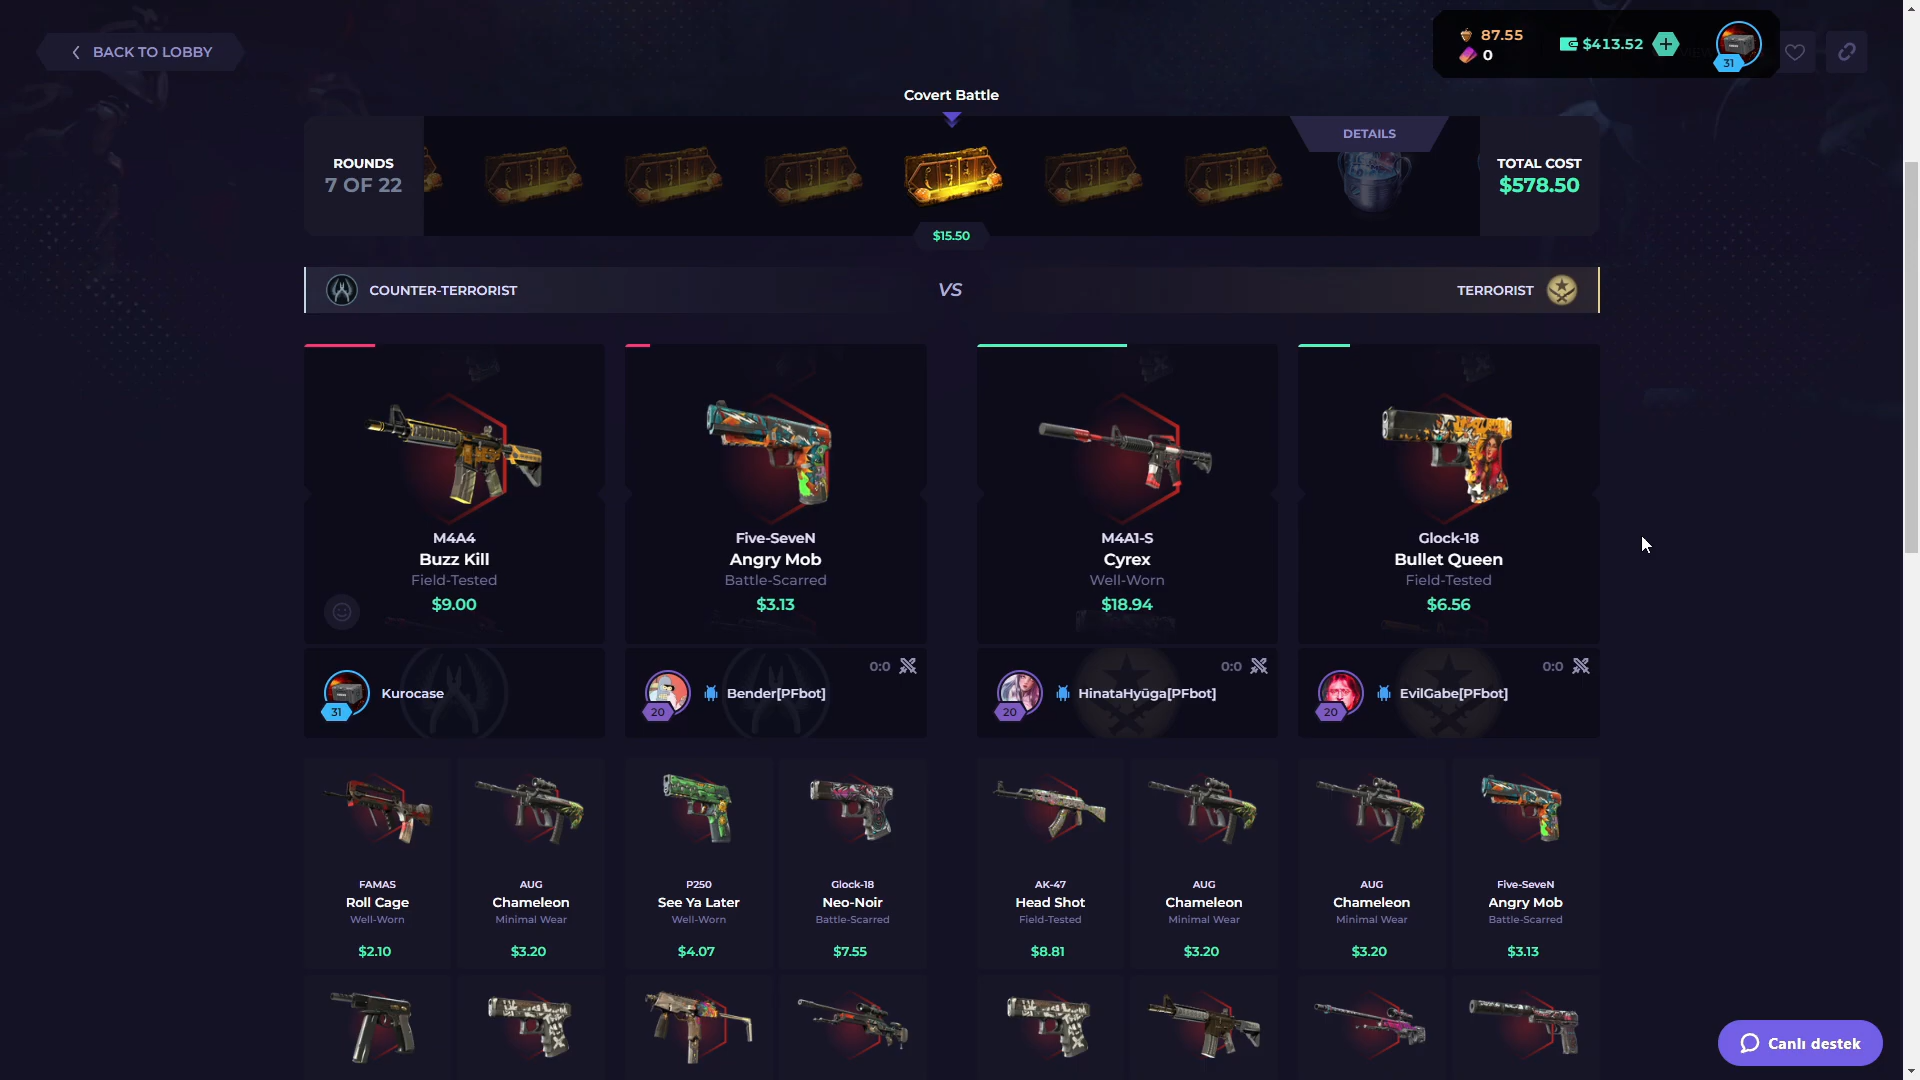 BACK TO LOBBY
87.55
0
$413.52
31
Covert Battle
ROUNDS
7 OF 22
DETAILS
TOTAL COST
$578.50
$15.50
COUNTER-TERRORIST
VS
TERRORIST
M4A4
Buzz Kill
Field-Tested
$9.00
Five-SeveN
Angry Mob
Battle-Scarred
$3.13
M4A1-S
Cyrex
Well-Worn
$18.94
Glock-18
Bullet Queen
Field-Tested
$6.56
31
Kurocase
0:0
20
Bender[PFbot]
0:0
20
HinataHyūga[PFbot]
0:0
20
EvilGabe[PFbot]
FAMAS
Roll Cage
Well-Worn
$2.10
AUG
Chameleon
Minimal Wear
$3.20
P250
See Ya Later
Well-Worn
$4.07
Glock-18
Neo-Noir
Battle-Scarred
$7.55
AK-47
Head Shot
Field-Tested
$8.81
AUG
Chameleon
Minimal Wear
$3.20
AUG
Chameleon
Minimal Wear
$3.20
Five-SeveN
Angry Mob
Battle-Scarred
$3.13
Canlı destek